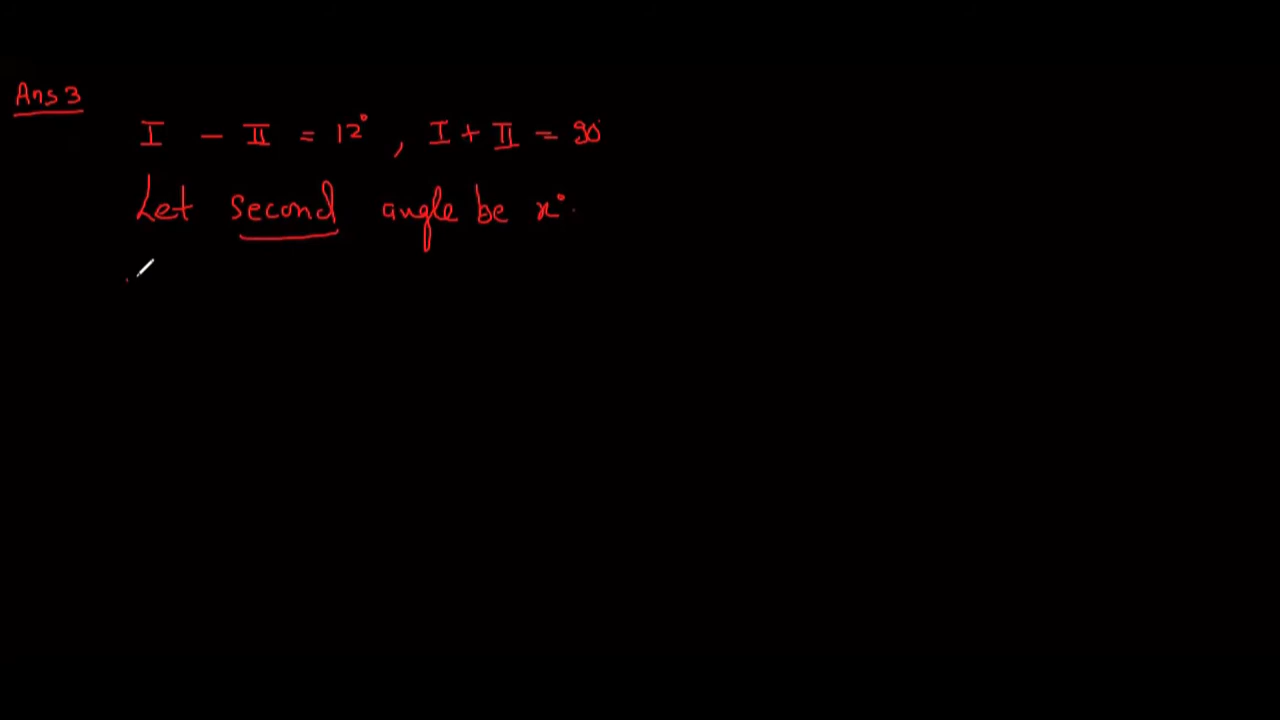 Ans 3
I - II = 12° , I + II = 90°
Let second angle be x°.